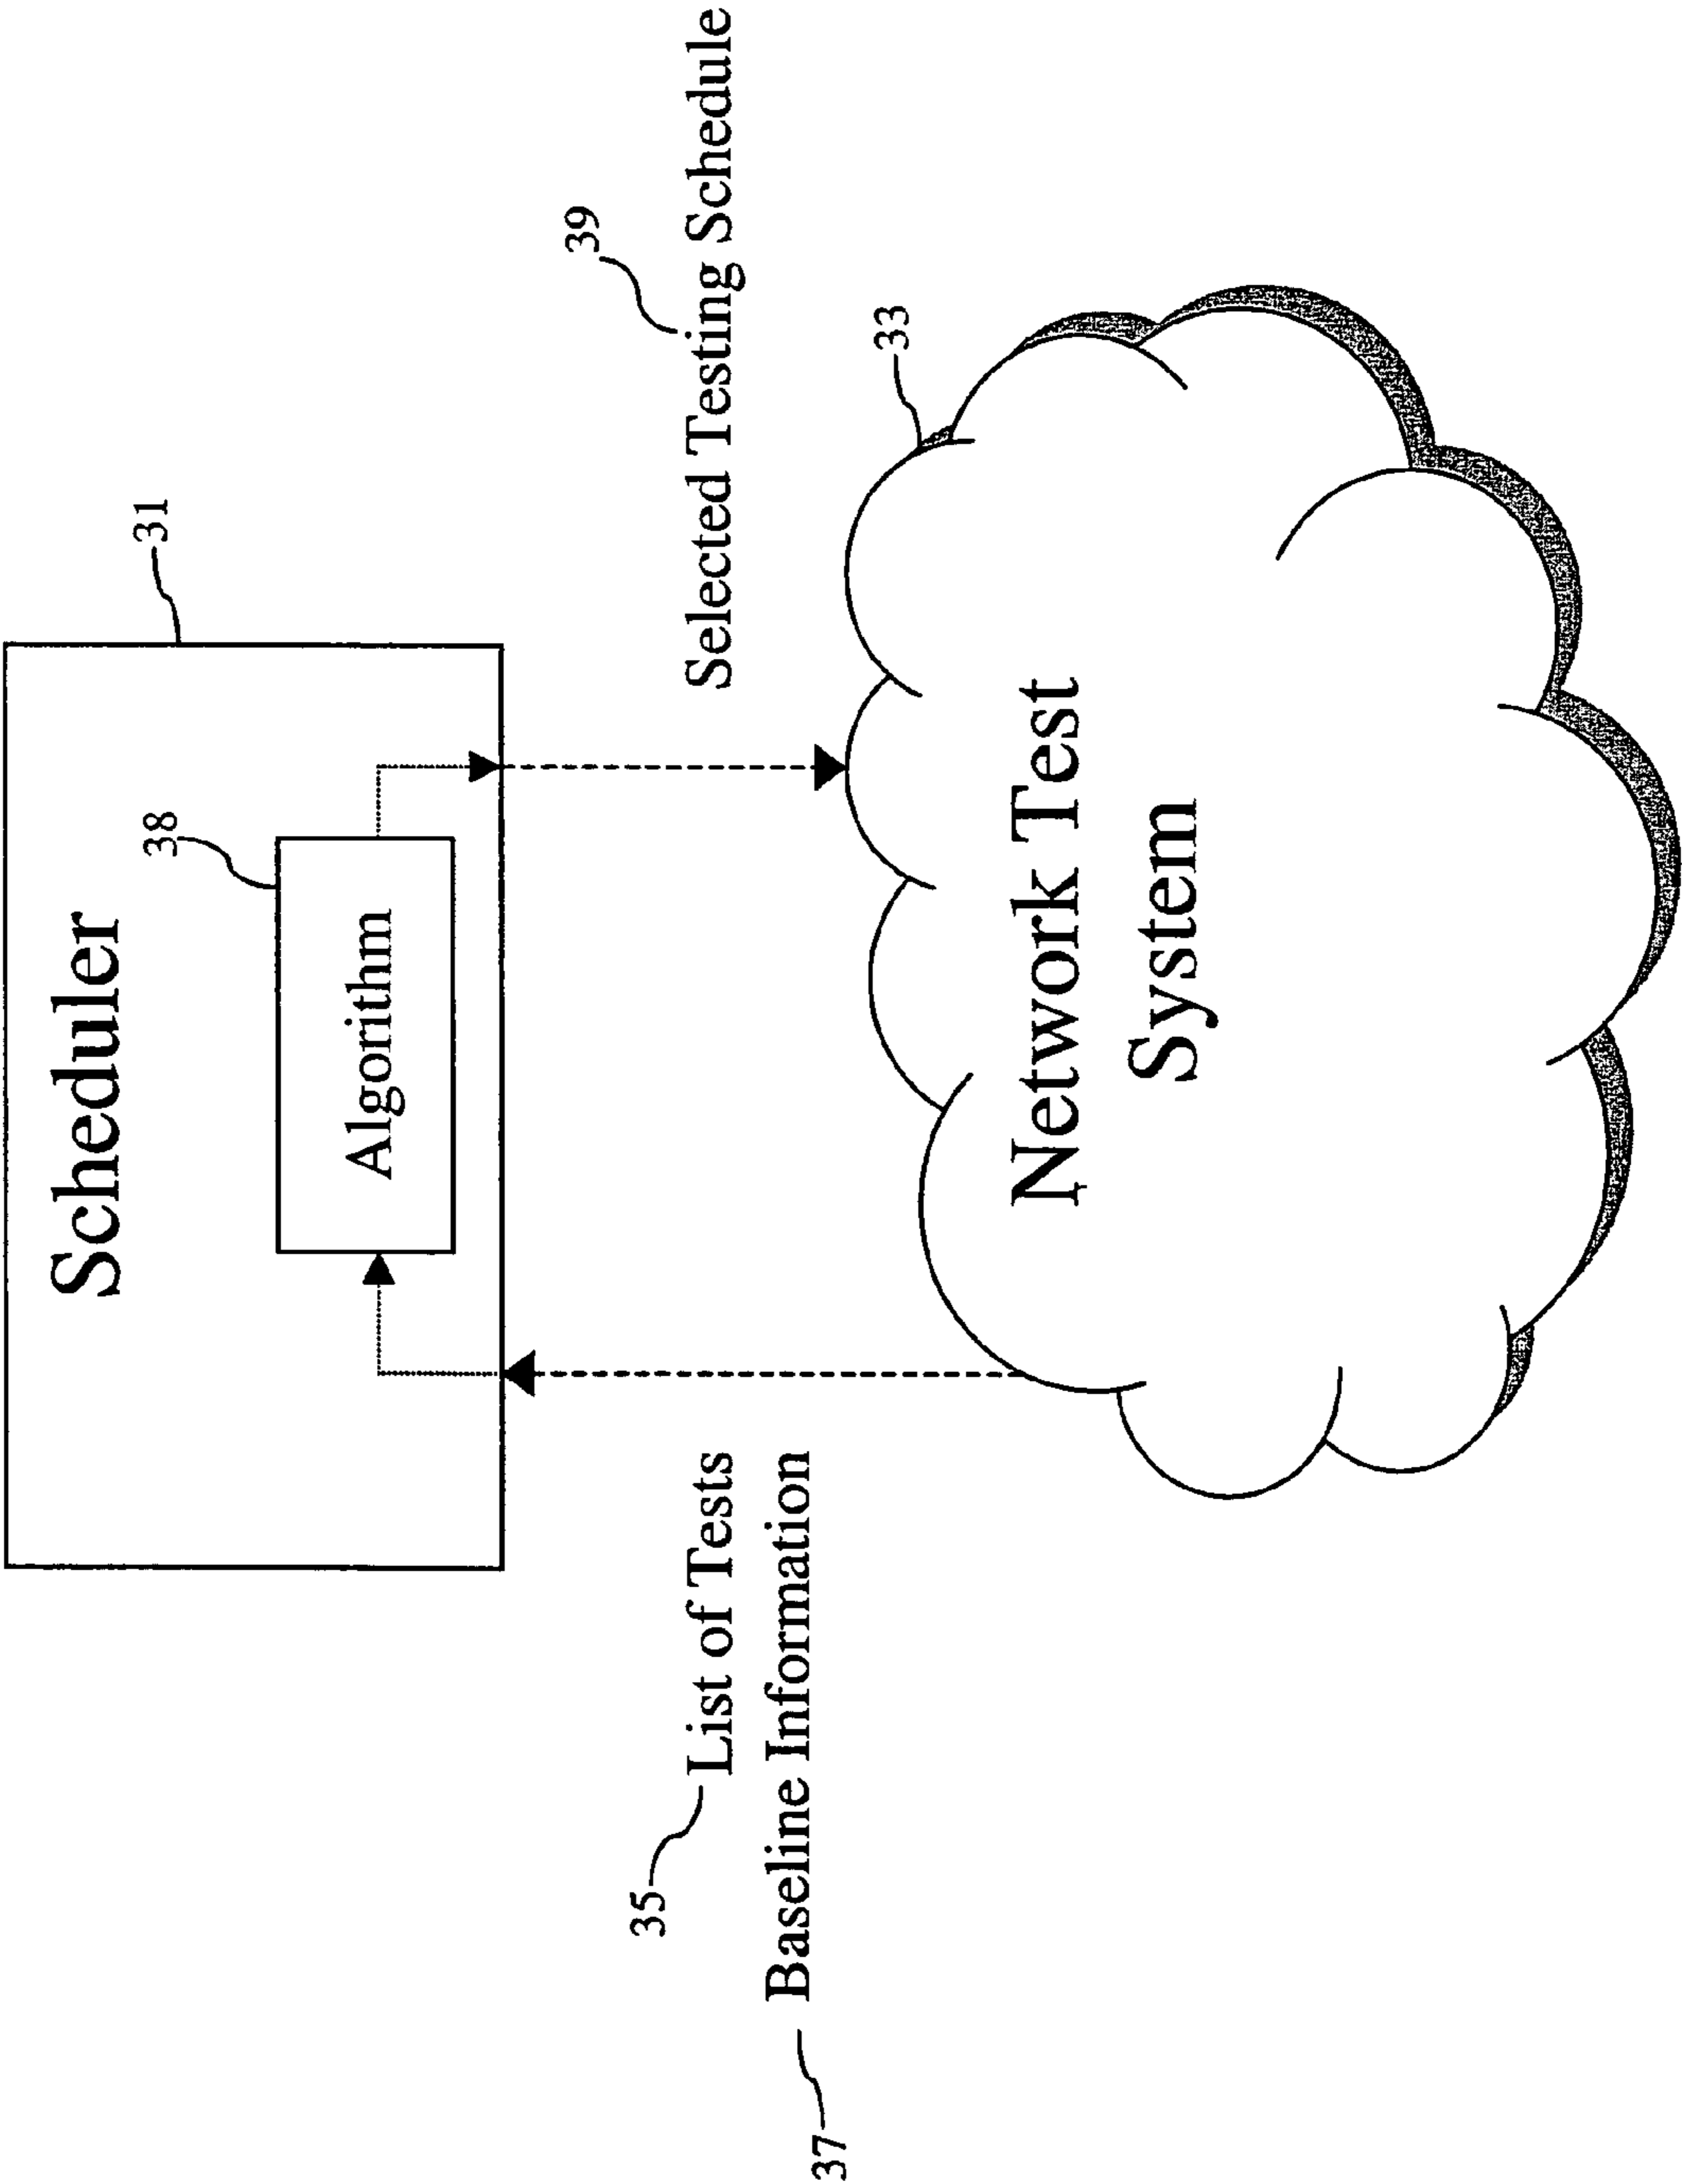 Scheduler
31
38
Algorithm
39
Selected Testing Schedule
35
List of Tests
37
Baseline Information
33
Network Test
System